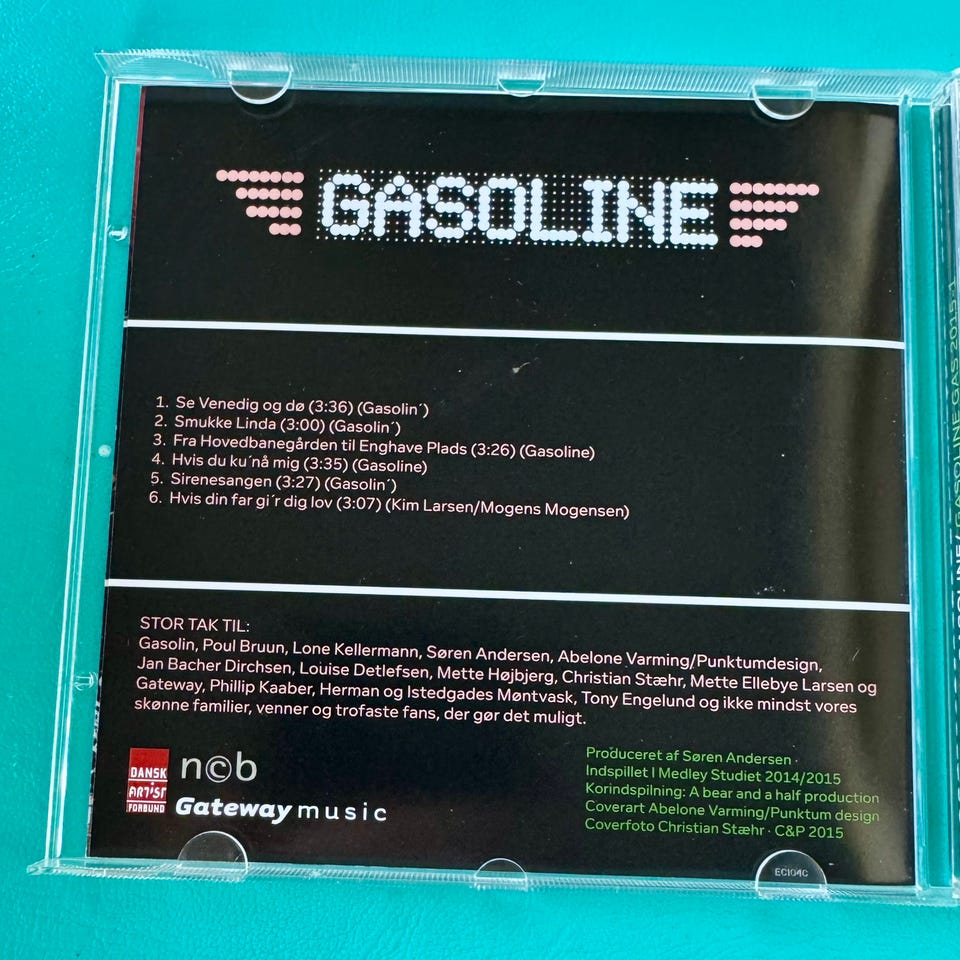 GASOLINE
1. Se Venedig og dø (3:36) (Gasolin´)
2. Smukke Linda (3:00) (Gasolin´)
3. Fra Hovedbanegården til Enghave Plads (3:26) (Gasoline)
4. Hvis du ku´nå mig (3:35) (Gasoline)
5. Sirenesangen (3:27) (Gasolin´)
6. Hvis din far gi´r dig lov (3:07) (Kim Larsen/Mogens Mogensen)
STOR TAK TIL:
Gasolin, Poul Bruun, Lone Kellermann, Søren Andersen, Abelone Varming/Punktumdesign,
Jan Bacher Dirchsen, Louise Detlefsen, Mette Højbjerg, Christian Stæhr, Mette Ellebye Larsen og
Gateway, Phillip Kaaber, Herman og Istedgades Møntvask, Tony Engelund og ikke mindst vores
skønne familier, venner og trofaste fans, der gør det muligt.
DANSK
ARTIST
FORBUND
n©b
Gateway music
Produceret af Søren Andersen ·
Indspillet I Medley Studiet 2014/2015
Korindspilning: A bear and a half production
Coverart Abelone Varming/Punktum design
Coverfoto Christian Stæhr · C&P 2015
EC104C
GASOLINE/GASOLINE GAS 2015-1